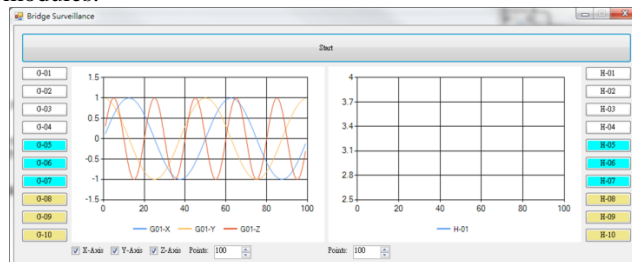 modules.
Bridge Surveillance
Start
G-01
G-02
G-03
G-04
G-05
G-06
G-07
G-08
G-09
G-10
1.5
1
0.5
0
-0.5
-1
-1.5
0 20 40 60 80 100
G01-X G01-Y G01-Z
4
3.7
3.4
3.1
2.8
2.5
0 20 40 60 80 100
H-01
H-01
H-02
H-03
H-04
H-05
H-06
H-07
H-08
H-09
H-10
X-Axis Y-Axis Z-Axis Points: 100 Points: 100